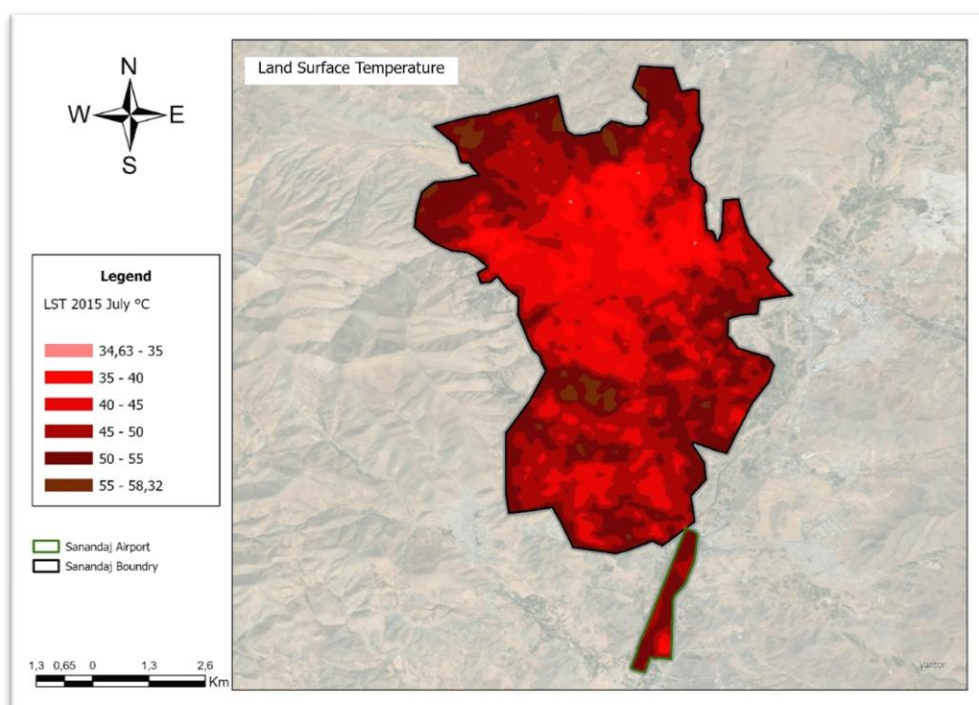 Land Surface Temperature
N
W E
S
Legend
LST 2015 July °C
34,63 - 35
35 - 40
40 - 45
45 - 50
50 - 55
55 - 58,32
Sanandaj Airport
Sanandaj Boundry
1,3 0,65 0 1,3 2,6
Km
Vantor